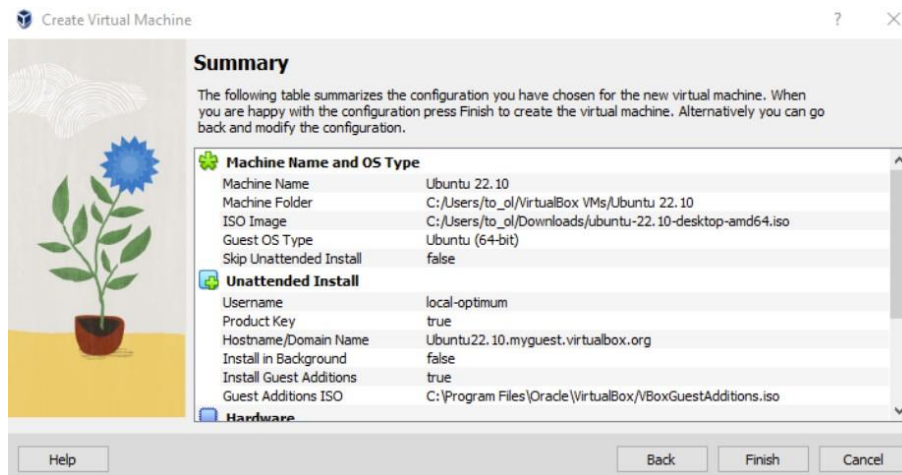 Create Virtual Machine
Summary
The following table summarizes the configuration you have chosen for the new virtual machine. When
you are happy with the configuration press Finish to create the virtual machine. Alternatively you can go
back and modify the configuration.
Machine Name and OS Type
Machine Name Ubuntu 22.10
Machine Folder C:/Users/to_ol/VirtualBox VMs/Ubuntu 22.10
ISO Image C:/Users/to_ol/Downloads/ubuntu-22.10-desktop-amd64.iso
Guest OS Type Ubuntu (64-bit)
Skip Unattended Install false
Unattended Install
Username local-optimum
Product Key true
Hostname/Domain Name Ubuntu22.10.myguest.virtualbox.org
Install in Background false
Install Guest Additions true
Guest Additions ISO C:\Program Files\Oracle\VirtualBox/VBoxGuestAdditions.iso
Hardware
Help Back Finish Cancel